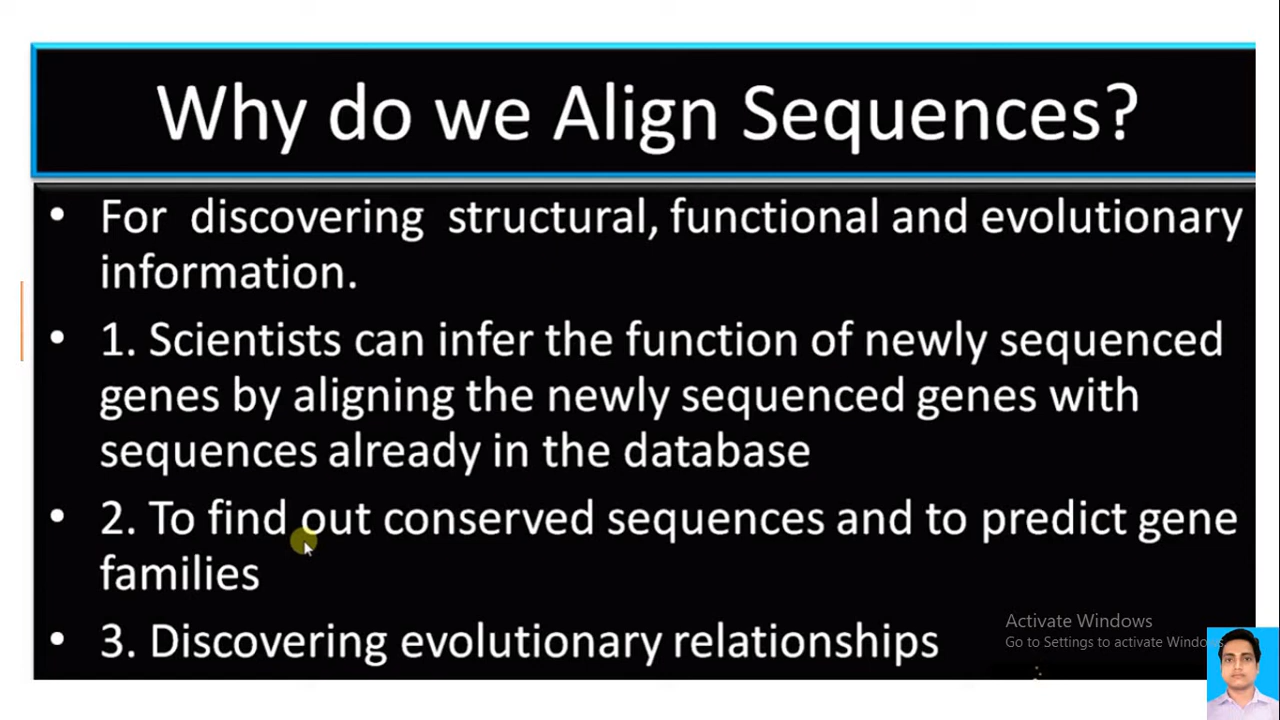 Why do we Align Sequences?
• For discovering structural, functional and evolutionary
information.
• 1. Scientists can infer the function of newly sequenced
genes by aligning the newly sequenced genes with
sequences already in the database
• 2. To find out conserved sequences and to predict gene
families
• 3. Discovering evolutionary relationships
Activate Windows
Go to Settings to activate Windows